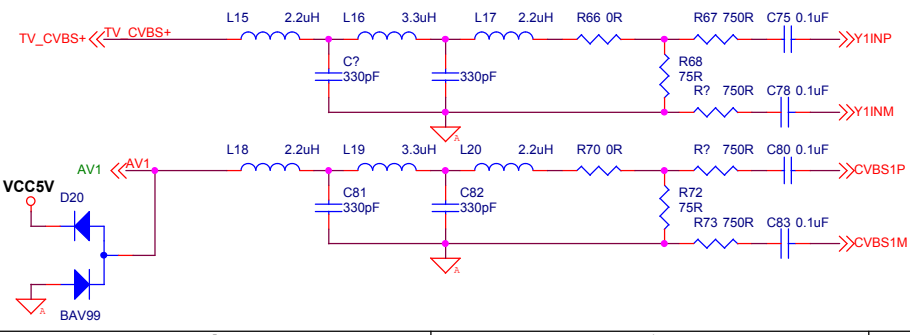 L15 2.2uH L16 3.3uH L17 2.2uH R66 0R R67 750R C75 0.1uF
TV_CVBS+ TV_CVBS+ Y1INP
C? R68
330pF 330pF 75R
R? 750R C78 0.1uF
Y1INM
A
L18 2.2uH L19 3.3uH L20 2.2uH R70 0R R? 750R C80 0.1uF
AV1 AV1 CVBS1P
VCC5V
D20 C81 C82 R72
330pF 330pF 75R
R73 750R C83 0.1uF
CVBS1M
A
A
BAV99